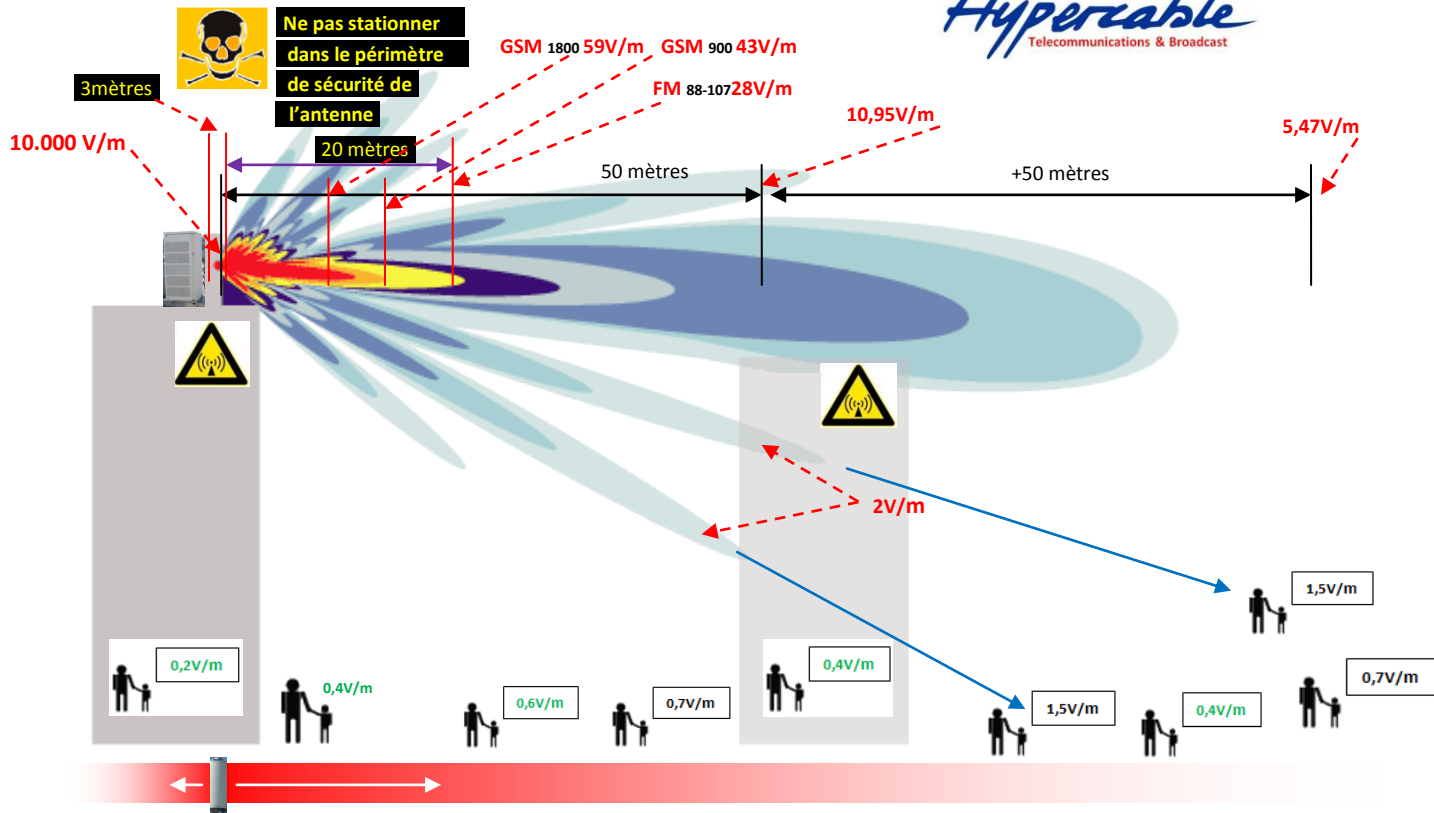 Hypercable
Telecommunications & Broadcast
Ne pas stationner
dans le périmètre
de sécurité de
l’antenne
GSM 1800 59V/m
GSM 900 43V/m
FM 88-10728V/m
3mètres
10.000 V/m
20 mètres
10,95V/m
5,47V/m
50 mètres
+50 mètres
2V/m
1,5V/m
0,2V/m
0,4V/m
0,4V/m
0,7V/m
0,6V/m
0,7V/m
1,5V/m
0,4V/m